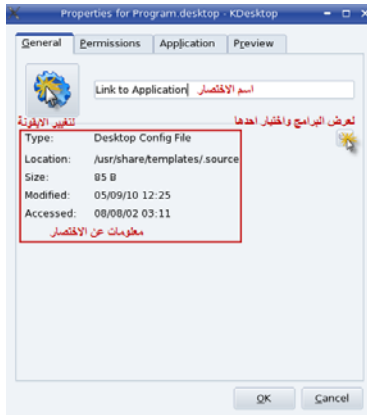 Properties for Program.desktop - KDesktop
General Permissions Application Preview
Link to Application اسم الاختصار
لتغيير الايقونة
لعرض البرامج واختيار احدها
Type: Desktop Config File
Location: /usr/share/templates/.source
Size: 85 B
Modified: 05/09/10 12:25
Accessed: 08/08/02 03:11
معلومات عن الاختصار
OK Cancel